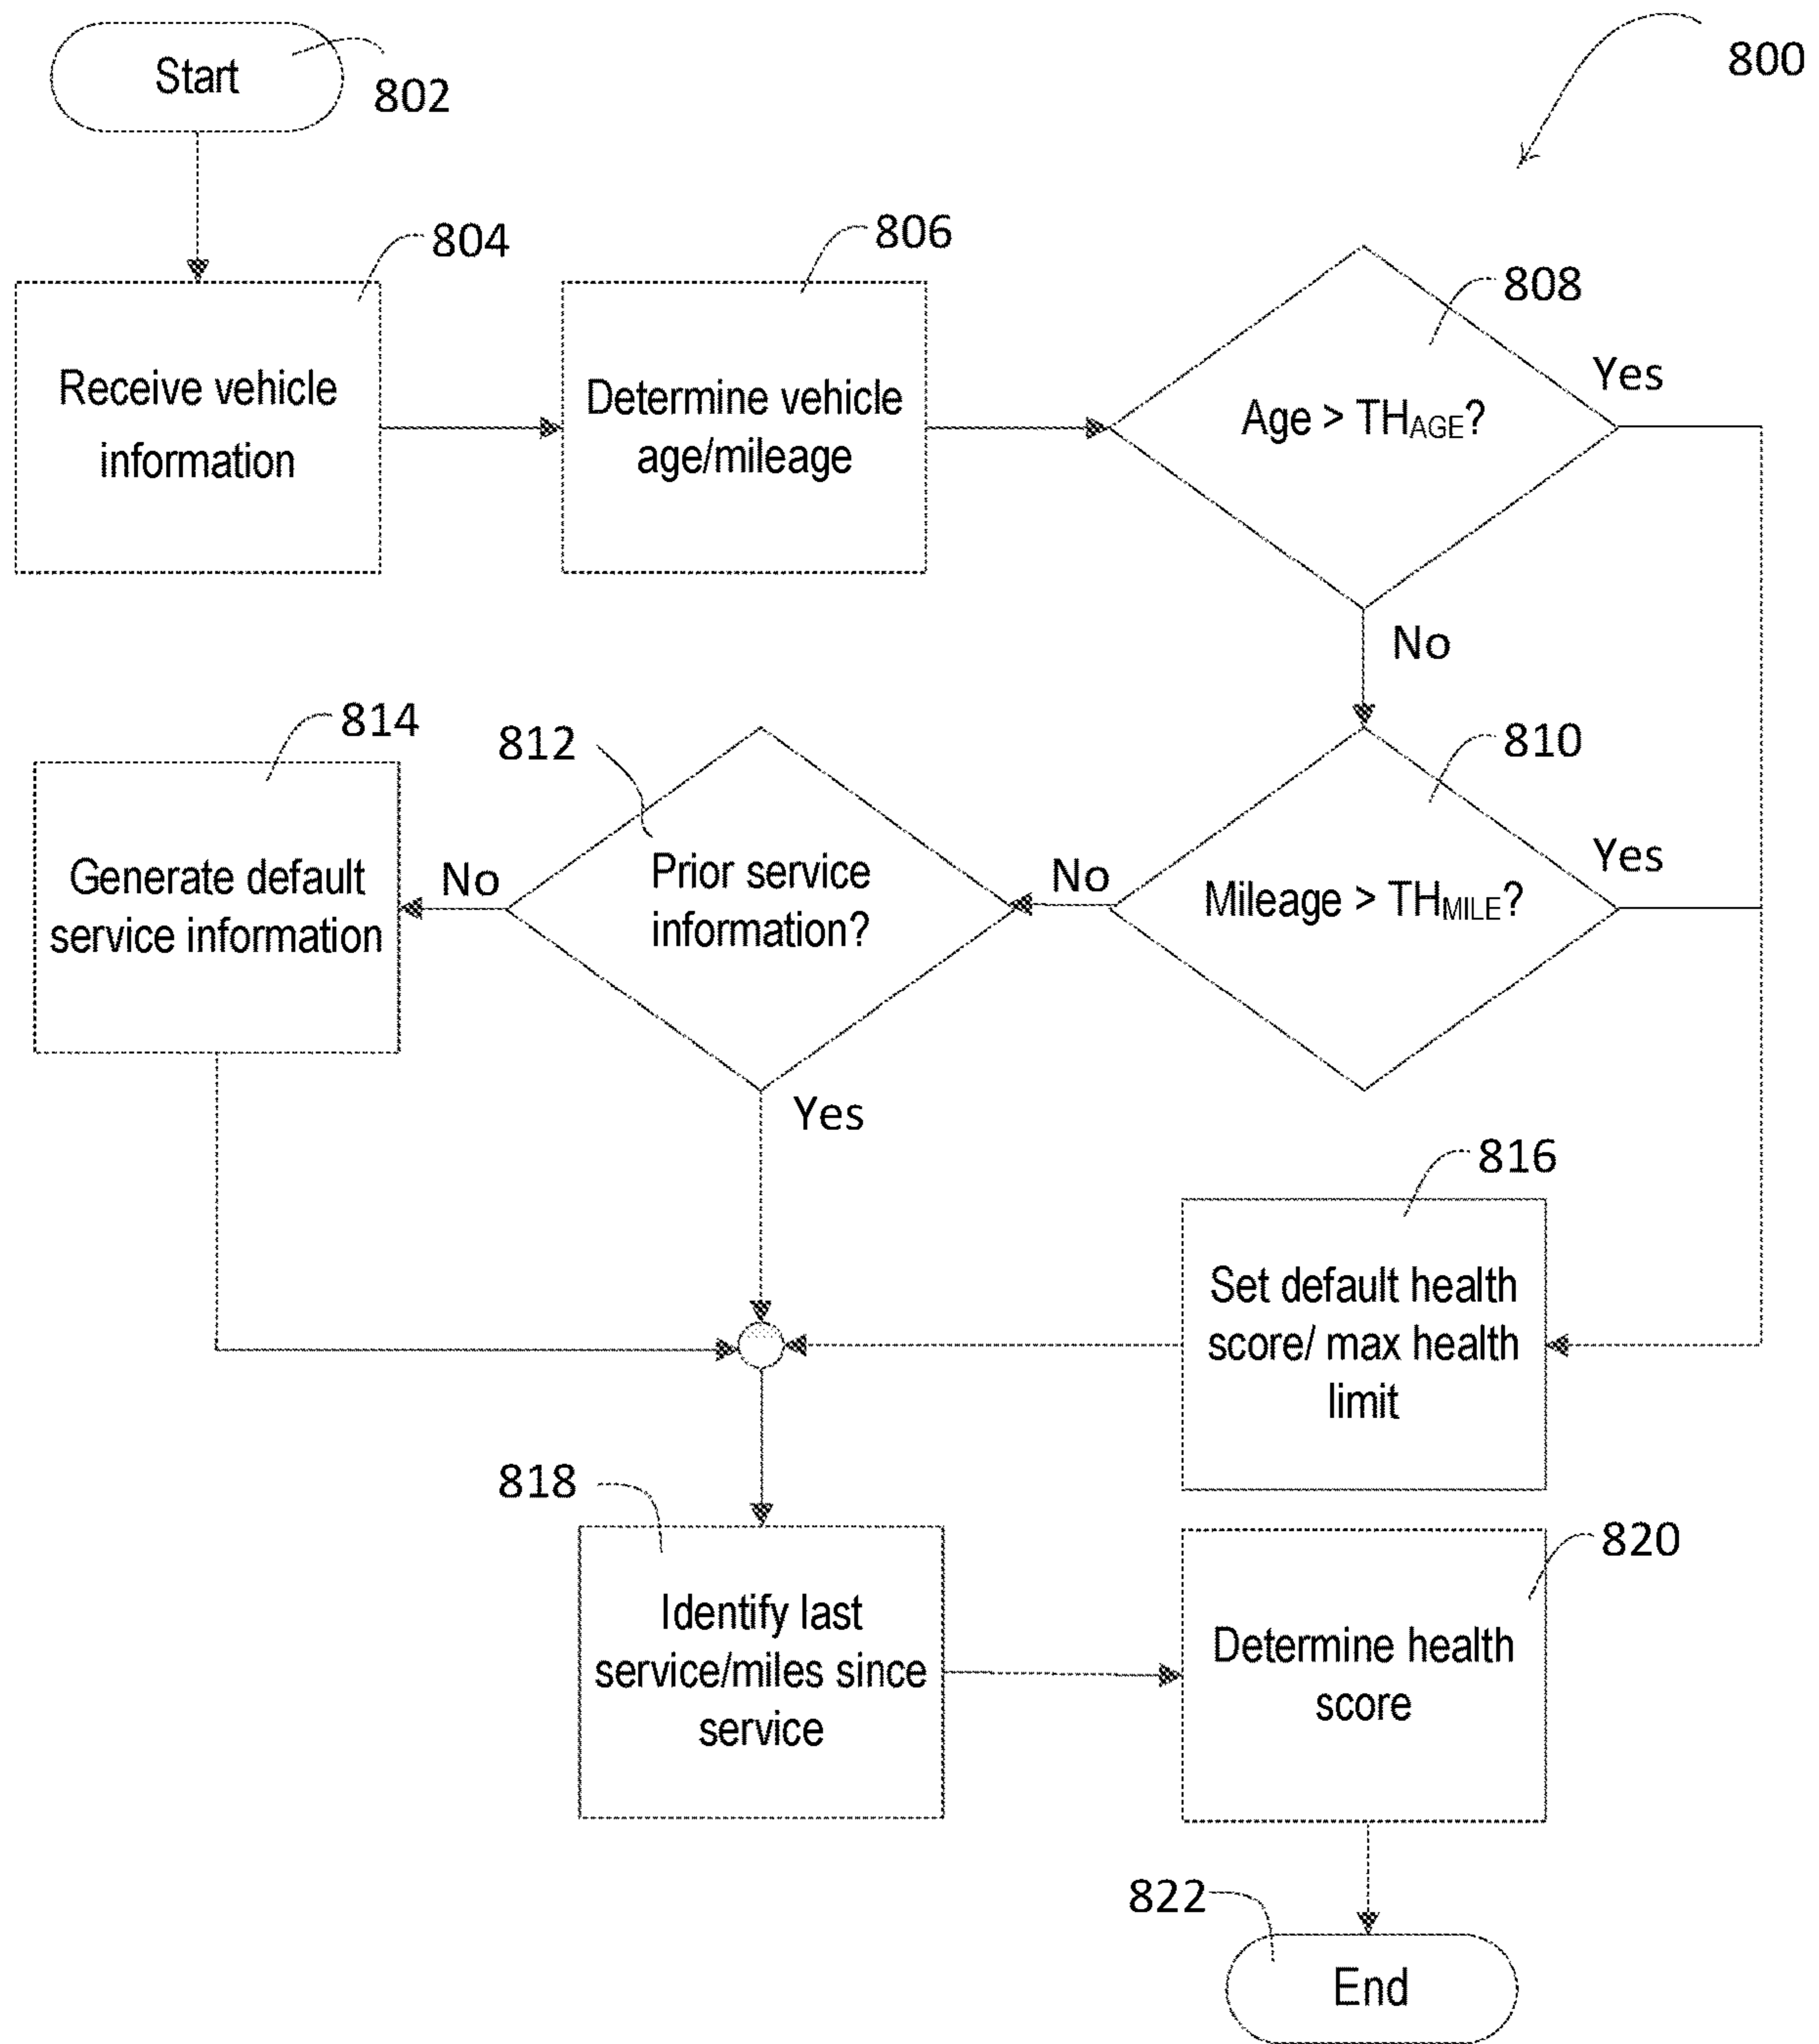 800
Start
802
804
Receive vehicle
information
806
Determine vehicle
age/mileage
808
Age > THAGE?
Yes
No
810
Mileage > THMILE?
Yes
No
812
Prior service
information?
No
Yes
814
Generate default
service information
816
Set default health
score/ max health
limit
818
Identify last
service/miles since
service
820
Determine health
score
822
End